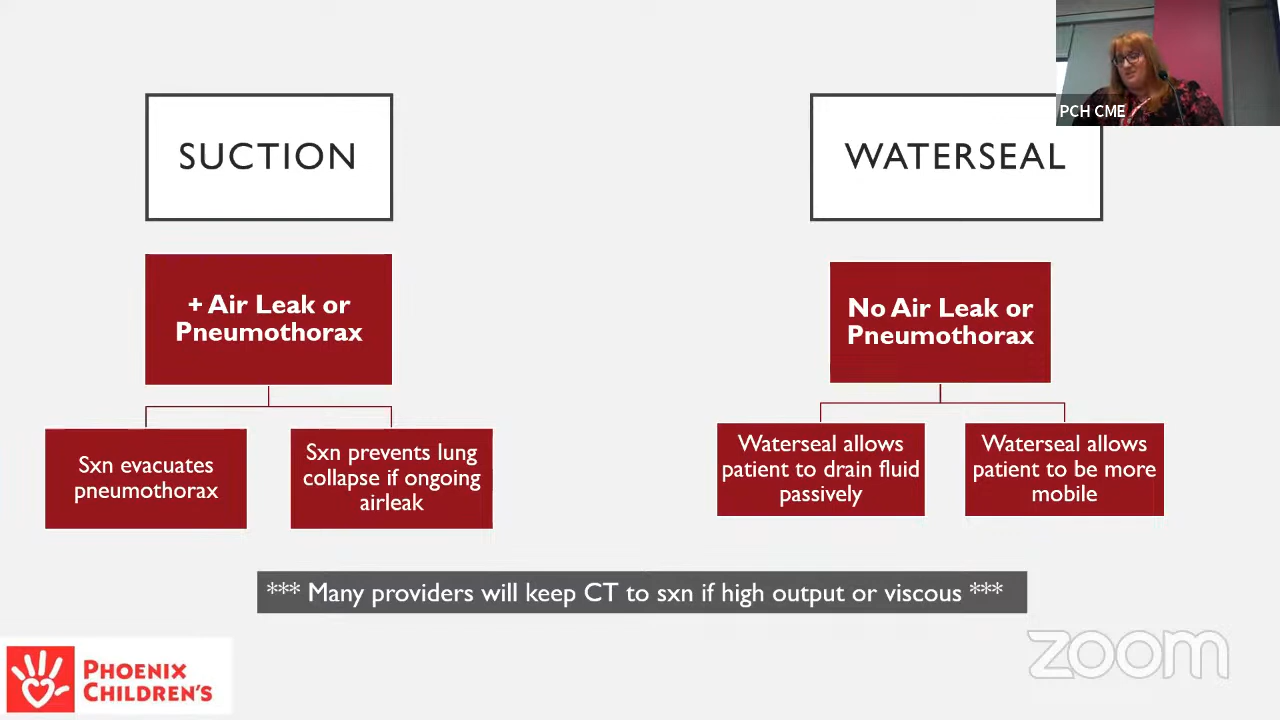 PCH CME
SUCTION
+ Air Leak or
Pneumothorax
Sxn evacuates
pneumothorax
Sxn prevents lung
collapse if ongoing
airleak
WATERSEAL
No Air Leak or
Pneumothorax
Waterseal allows
patient to drain fluid
passively
Waterseal allows
patient to be more
mobile
*** Many providers will keep CT to sxn if high output or viscous ***
PHOENIX
CHILDREN'S
zoom